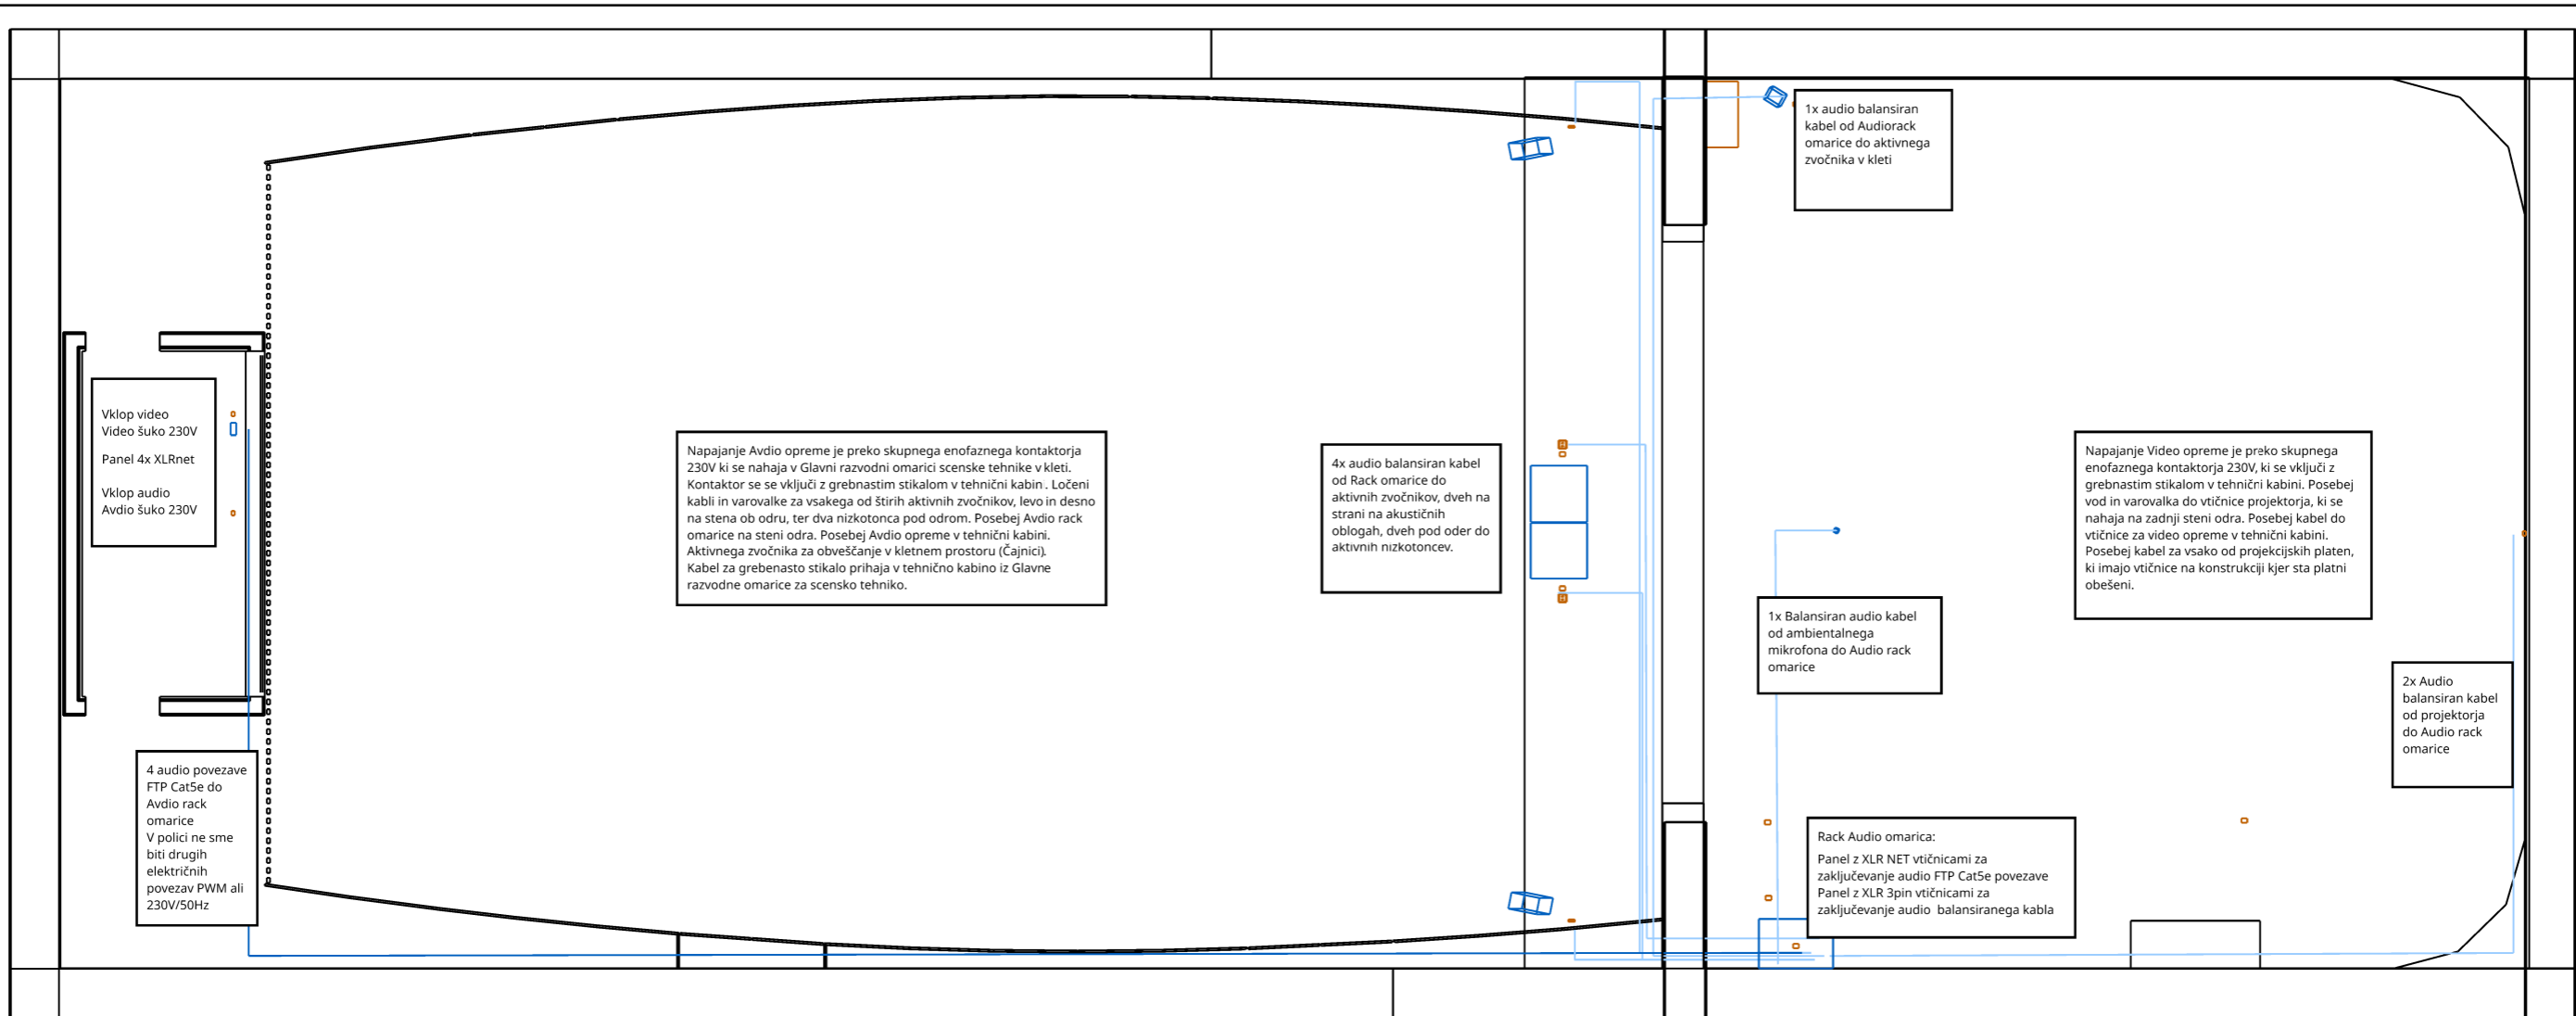 1x audio balansiran
kabel od Audiorack
omarice do aktivnega
zvočnika v kleti
Vklop video
Video šuko 230V
Panel 4x XLRnet
Vklop audio
Avdio šuko 230V
Napajanje Avdio opreme je preko skupnega enofaznega kontaktorja
230V ki se nahaja v Glavni razvodni omarici scenske tehnike v kleti.
Kontaktor se se vključi z grebnastim stikalom v tehnični kabin . Ločeni
kabli in varovalke za vsakega od štirih aktivnih zvočnikov, levo in desno
na stena ob odru, ter dva nizkotonca pod odrom. Posebej Avdio rack
omarice na steni odra. Posebej Avdio opreme v tehnični kabini.
Aktivnega zvočnika za obveščanje v kletnem prostoru (Čajnici).
Kabel za grebenasto stikalo prihaja v tehnično kabino iz Glavne
razvodne omarice za scensko tehniko.
4x audio balansiran kabel
od Rack omarice do
aktivnih zvočnikov, dveh na
strani na akustičnih
oblogah, dveh pod oder do
aktivnih nizkotoncev.
Napajanje Video opreme je preko skupnega
enofaznega kontaktorja 230V, ki se vključi z
grebnastim stikalom v tehnični kabini. Posebej
vod in varovalka do vtičnice projektorja, ki se
nahaja na zadnji steni odra. Posebej kabel do
vtičnice za video opreme v tehnični kabini.
Posebej kabel za vsako od projekcijskih platen,
ki imajo vtičnice na konstrukciji kjer sta platni
obešeni.
1x Balansiran audio kabel
od ambientalnega
mikrofona do Audio rack
omarice
2x Audio
balansiran kabel
od projektorja
do Audio rack
omarice
4 audio povezave
FTP Cat5e do
Avdio rack
omarice
V polici ne sme
biti drugih
električnih
povezav PWM ali
230V/50Hz
Rack Audio omarica:
Panel z XLR NET vtičnicami za
zaključevanje audio FTP Cat5e povezave
Panel z XLR 3pin vtičnicami za
zaključevanje audio  balansiranega kabla